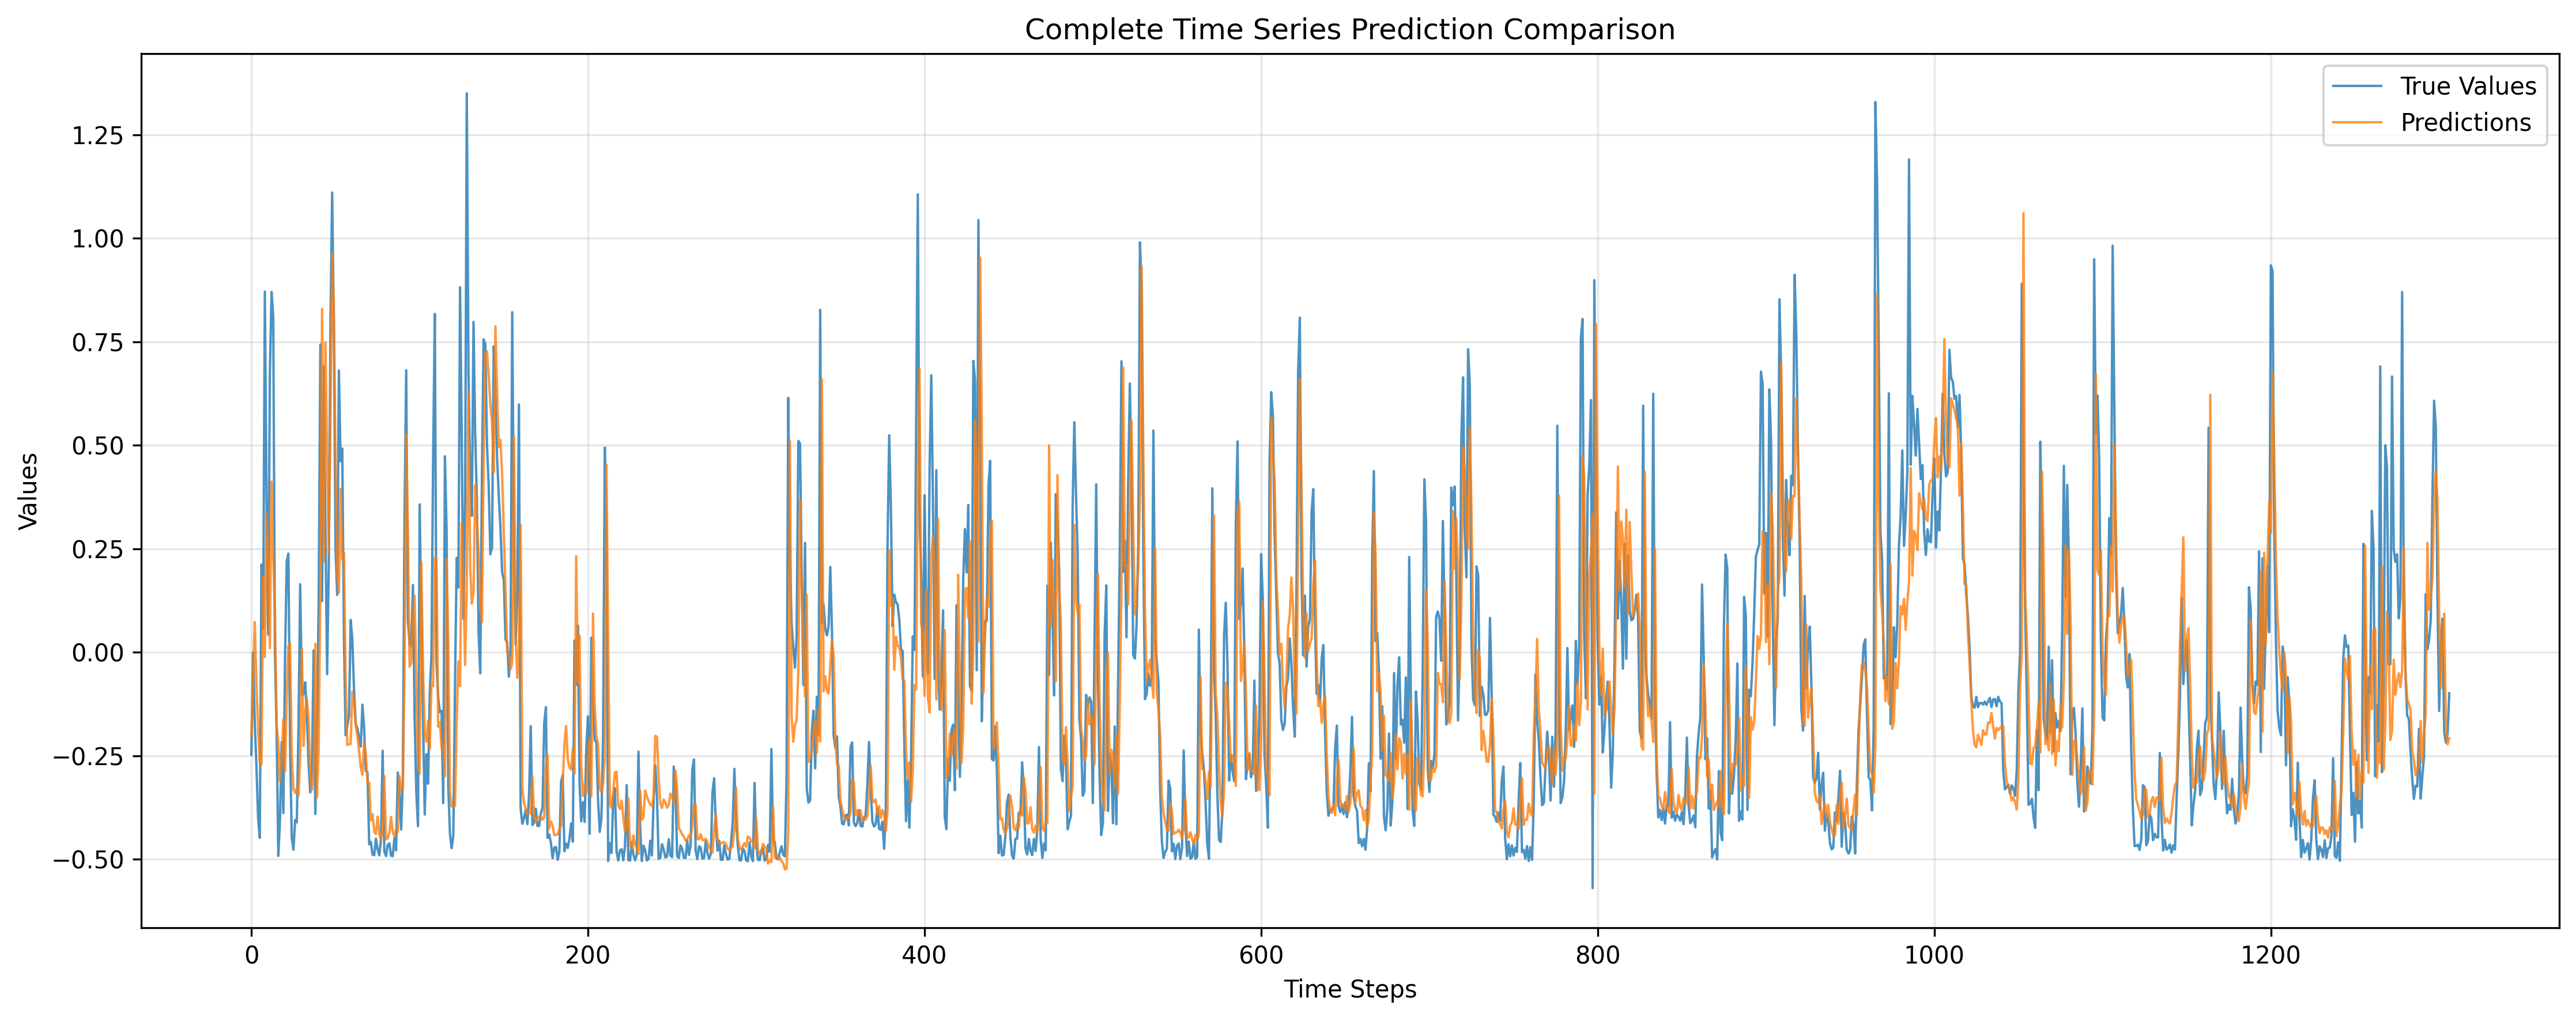 Complete Time Series Prediction Comparison
True Values
Predictions
1.25
1.00
0.75
0.50
0.25
0.00
−0.25
−0.50
Values
0 200 400 600 800 1000 1200
Time Steps